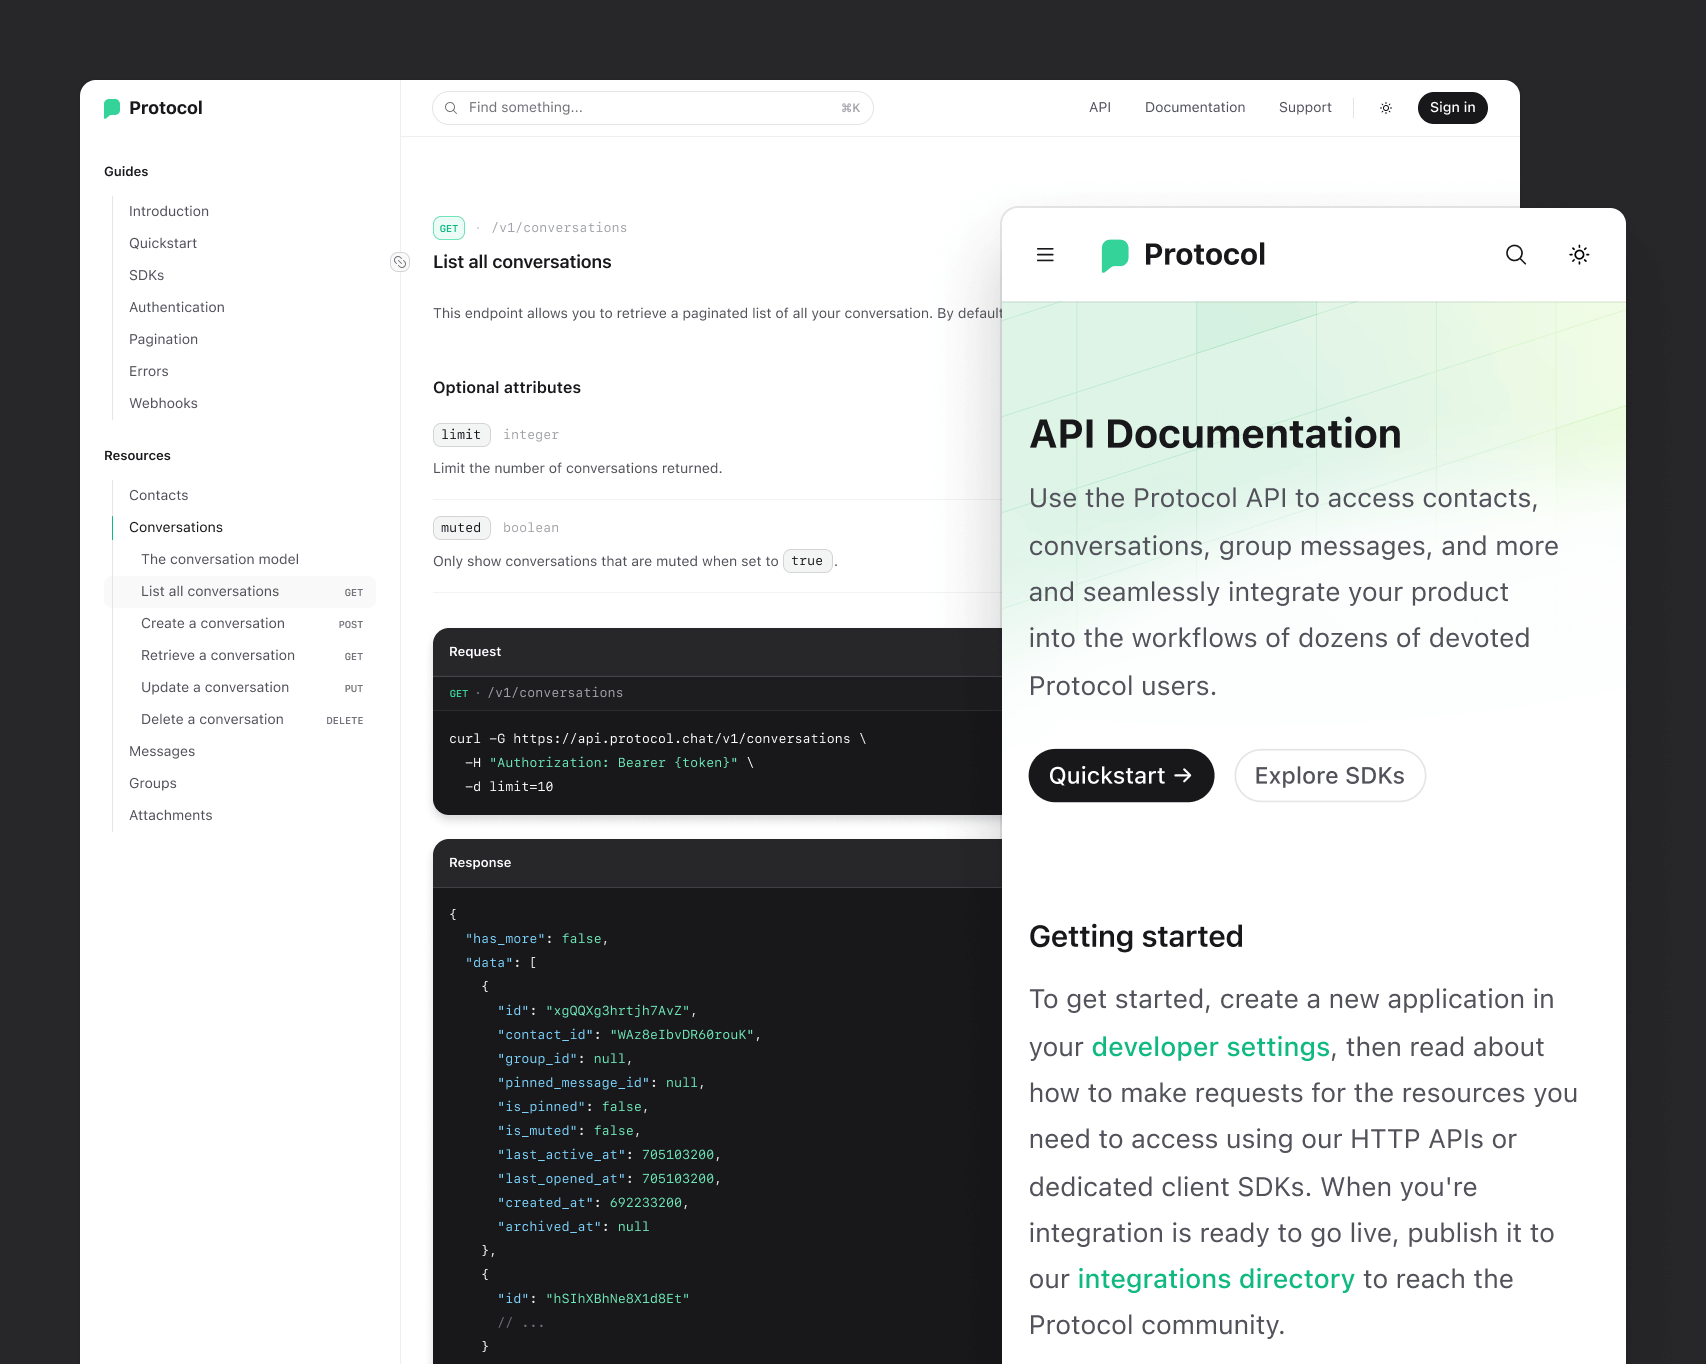 Protocol
Find something...
⌘K
API
Documentation
Support
Sign in
Guides
Introduction
Quickstart
SDKs
Authentication
Pagination
Errors
Webhooks
Resources
Contacts
Conversations
The conversation model
List all conversations GET
Create a conversation POST
Retrieve a conversation GET
Update a conversation PUT
Delete a conversation DELETE
Messages
Groups
Attachments
GET · /v1/conversations
List all conversations
This endpoint allows you to retrieve a paginated list of all your conversation. By default
Optional attributes
limit integer
Limit the number of conversations returned.
muted boolean
Only show conversations that are muted when set to true.
Request
GET · /v1/conversations
curl -G https://api.protocol.chat/v1/conversations \
-H "Authorization: Bearer {token}" \
-d limit=10
Response
{
"has_more": false,
"data": [
{
"id": "xgQQXg3hrtjh7AvZ",
"contact_id": "WAz8eIbvDR60rouK",
"group_id": null,
"pinned_message_id": null,
"is_pinned": false,
"is_muted": false,
"last_active_at": 705103200,
"last_opened_at": 705103200,
"created_at": 692233200,
"archived_at": null
},
{
"id": "hSIhXBhNe8X1d8Et"
// ...
}
Protocol
API Documentation
Use the Protocol API to access contacts,
conversations, group messages, and more
and seamlessly integrate your product
into the workflows of dozens of devoted
Protocol users.
Quickstart →
Explore SDKs
Getting started
To get started, create a new application in
your developer settings, then read about
how to make requests for the resources you
need to access using our HTTP APIs or
dedicated client SDKs. When you're
integration is ready to go live, publish it to
our integrations directory to reach the
Protocol community.